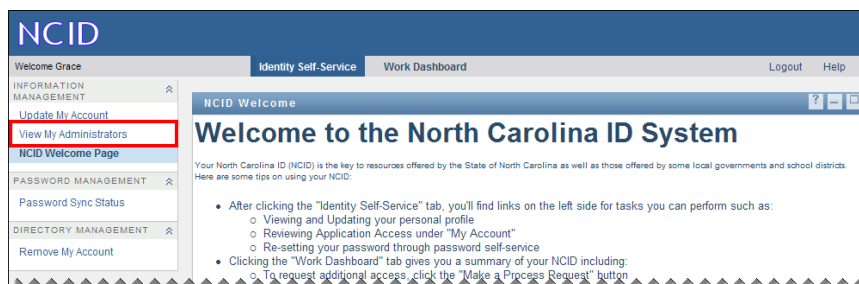 NCID
Welcome Grace
Identity Self-Service
Work Dashboard
Logout
Help
INFORMATION
MANAGEMENT
Update My Account
View My Administrators
NCID Welcome Page
PASSWORD MANAGEMENT
Password Sync Status
DIRECTORY MANAGEMENT
Remove My Account
NCID Welcome
?
Welcome to the North Carolina ID System
Your North Carolina ID (NCID) is the key to resources offered by the State of North Carolina as well as those offered by some local governments and school districts.
Here are some tips on using your NCID:
• After clicking the "Identity Self-Service" tab, you'll find links on the left side for tasks you can perform such as:
o Viewing and Updating your personal profile
o Reviewing Application Access under "My Account"
o Re-setting your password through password self-service
• Clicking the "Work Dashboard" tab gives you a summary of your NCID including:
o To request additional access, click the "Make a Process Request" button